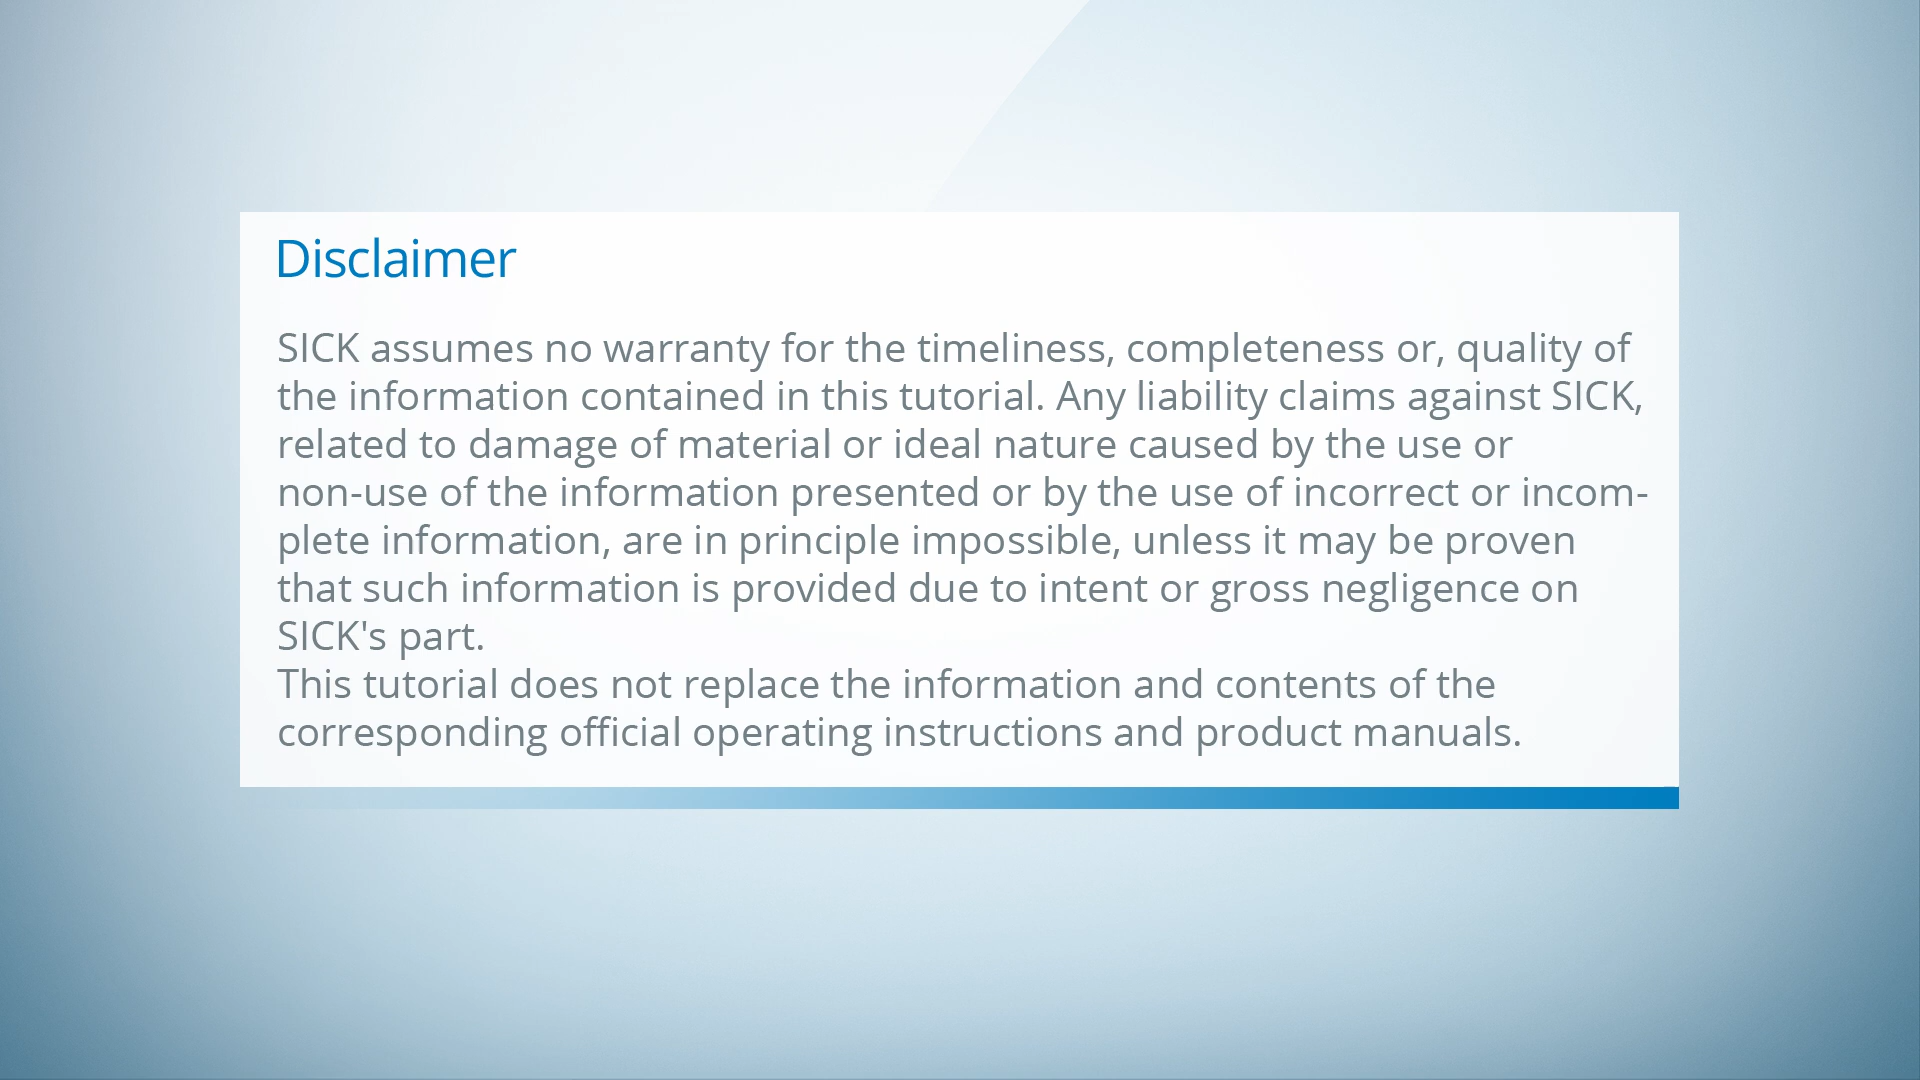 Disclaimer
SICK assumes no warranty for the timeliness, completeness or, quality of
the information contained in this tutorial. Any liability claims against SICK,
related to damage of material or ideal nature caused by the use or
non-use of the information presented or by the use of incorrect or incom-
plete information, are in principle impossible, unless it may be proven
that such information is provided due to intent or gross negligence on
SICK's part.
This tutorial does not replace the information and contents of the
corresponding official operating instructions and product manuals.